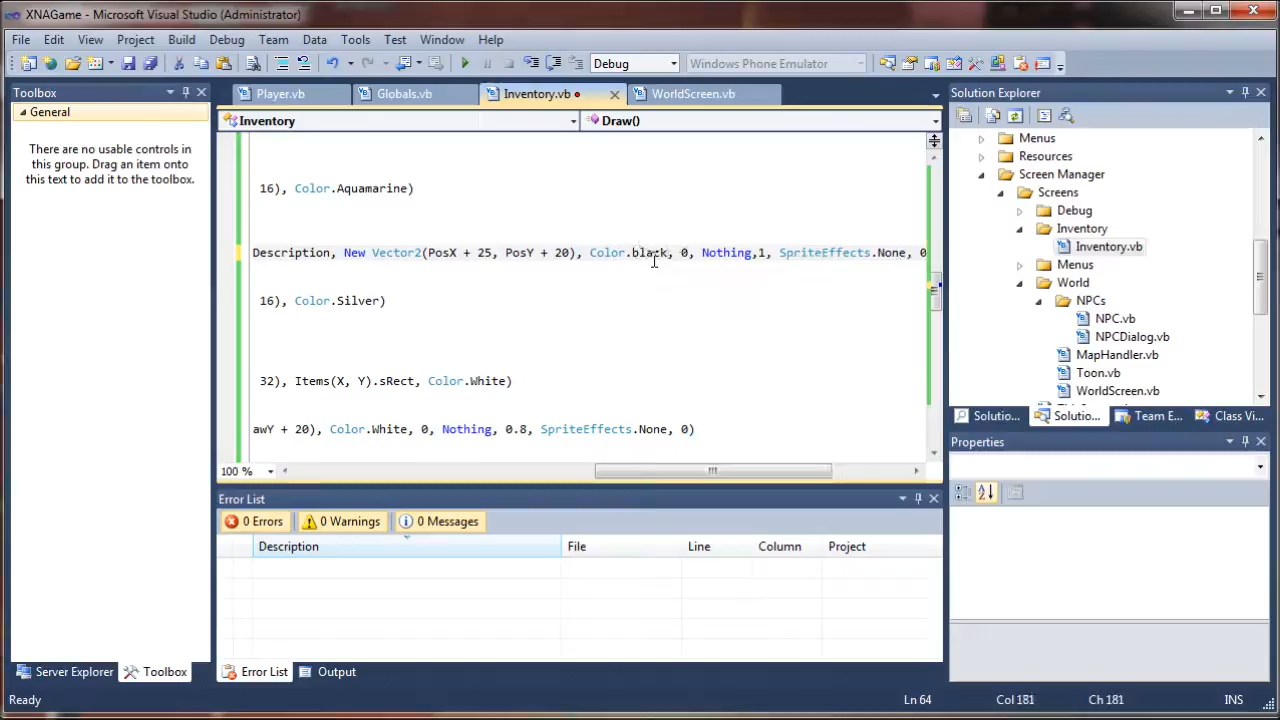 XNAGame - Microsoft Visual Studio (Administrator)
File Edit View Project Build Debug Team Data Tools Test Window Help
Debug Windows Phone Emulator
Toolbox
General
There are no usable controls in
this group. Drag an item onto
this text to add it to the toolbox.
Server Explorer Toolbox
Player.vb Globals.vb Inventory.vb WorldScreen.vb
Inventory Draw()
16), Color.Aquamarine)
Description, New Vector2(PosX + 25, PosY + 20), Color.black, 0, Nothing,1, SpriteEffects.None, 0
16), Color.Silver)
32), Items(X, Y).sRect, Color.White)
awY + 20), Color.White, 0, Nothing, 0.8, SpriteEffects.None, 0)
100 %
Error List
0 Errors 0 Warnings 0 Messages
Description File Line Column Project
Error List Output
Solution Explorer
Menus
Resources
Screen Manager
Screens
Debug
Inventory
Inventory.vb
Menus
World
NPCs
NPC.vb
NPCDialog.vb
MapHandler.vb
Toon.vb
WorldScreen.vb
Solutio... Solutio... Team E... Class Vi...
Properties
Ready Ln 64 Col 181 Ch 181 INS